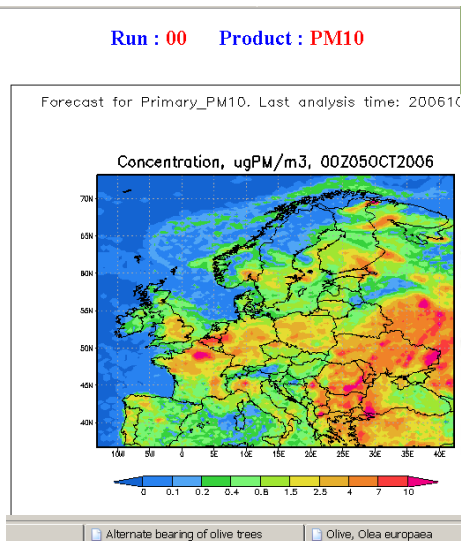 Run : 00 Product : PM10
Forecast for Primary_PM10. Last analysis time: 200610
Concentration, ugPM/m3, 00Z05OCT2006
70N
65N
60N
55N
50N
45N
40N
10W 5W 0 5E 10E 15E 20E 25E 30E 35E 40E
0 0.1 0.2 0.4 0.8 1.5 2.5 4 7 10
Alternate bearing of olive trees Olive, Olea europaea